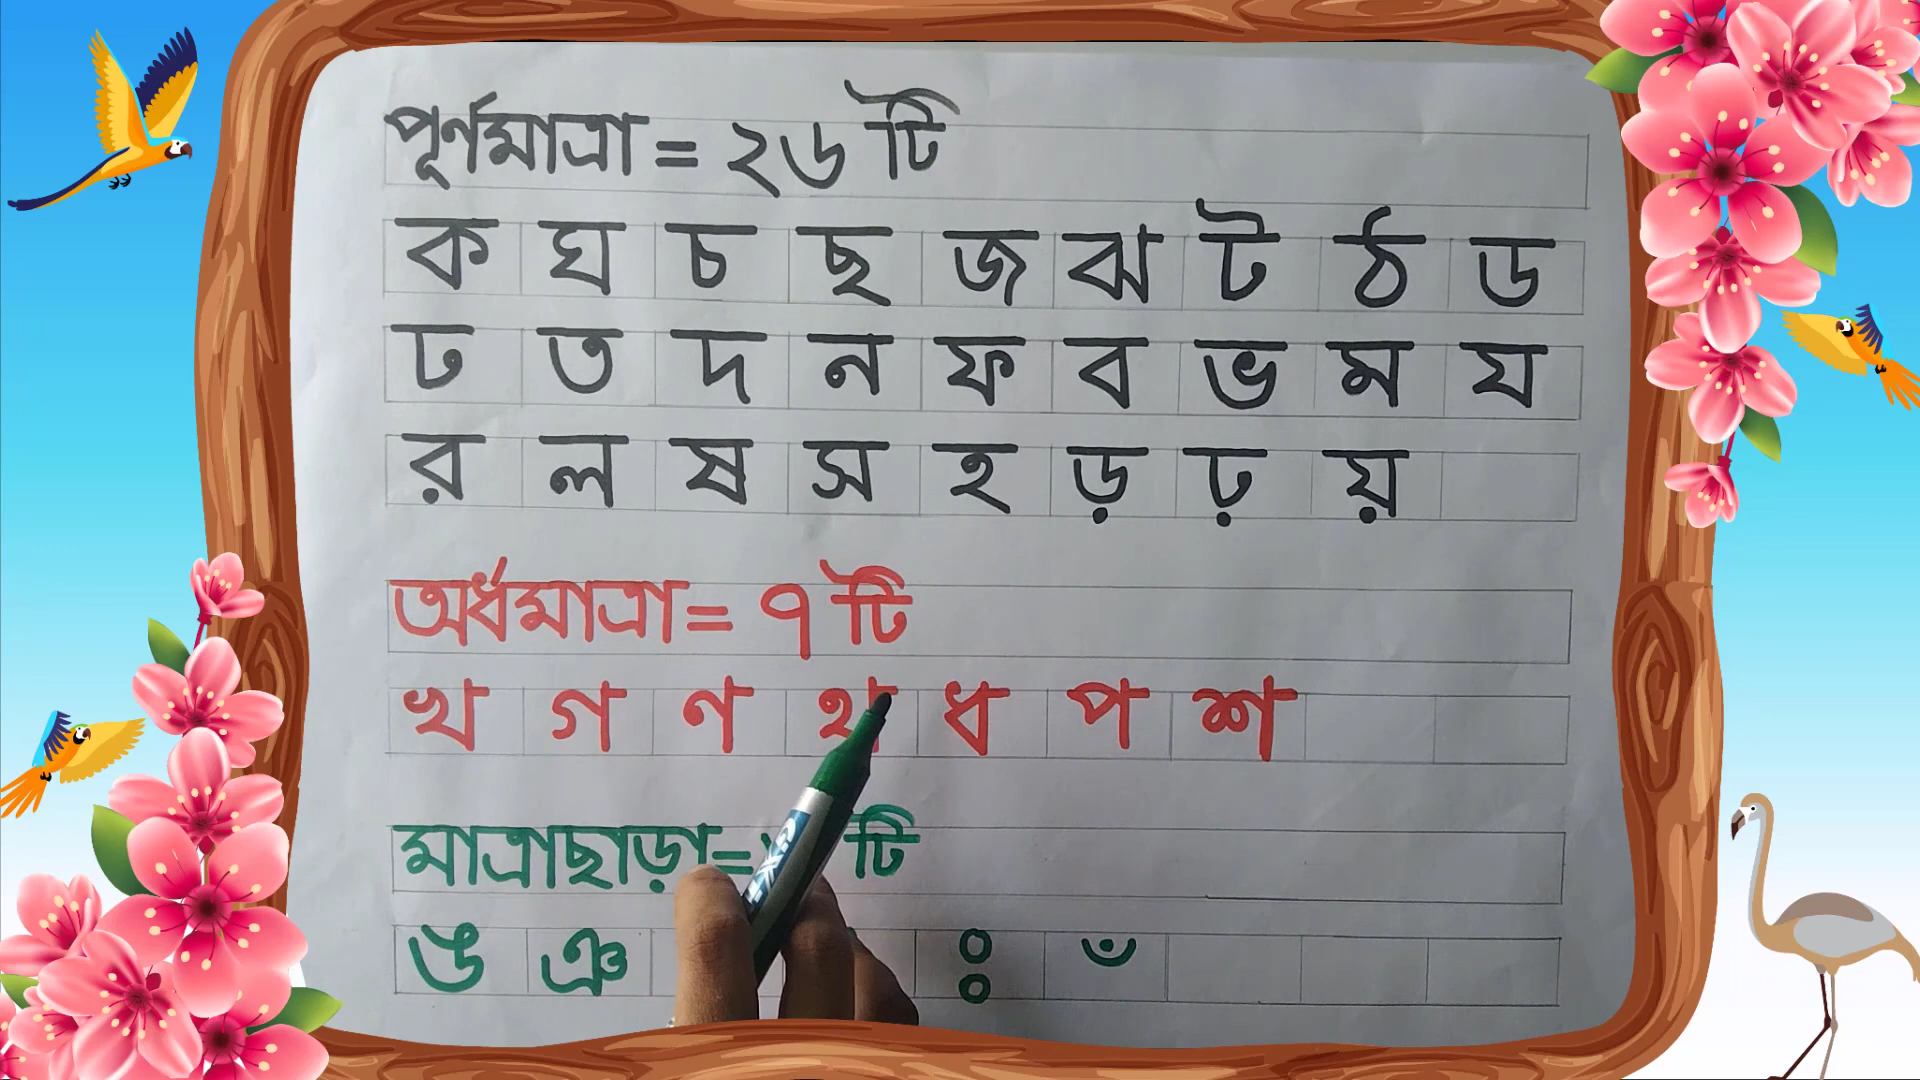 পূর্ণমাত্রা = ২৬ টি
ক ঘ চ ছ জ ঝ ট ঠ ড
ঢ ত দ ন ফ ব ভ ম য
র ল ষ স হ ড় ঢ় য়
অর্ধমাত্রা = ৭ টি
খ গ ণ থ ধ প শ
মাত্রাছাড়া = টি
ঙ ঞ ঃ ঁ